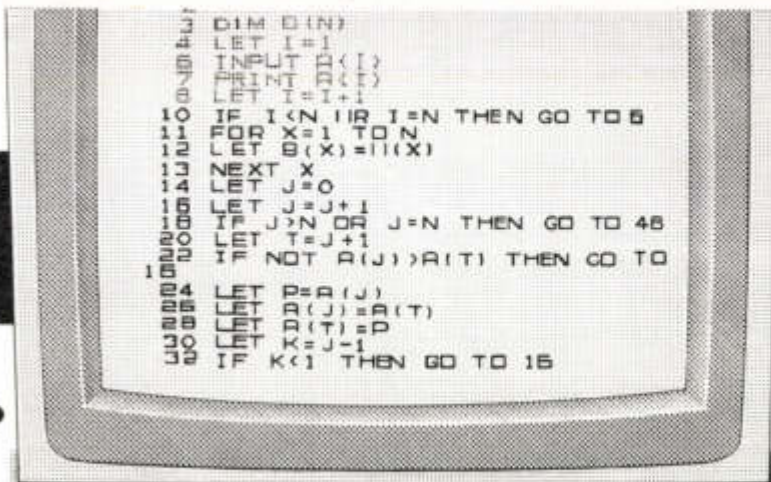 3 DIM B(N)
4 LET I=1
6 INPUT A(I)
7 PRINT A(I)
8 LET I=I+1
10 IF I<N OR I=N THEN GO TO 6
11 FOR X=1 TO N
12 LET B(X)=A(X)
13 NEXT X
14 LET J=0
16 LET J=J+1
18 IF J>N OR J=N THEN GO TO 46
20 LET T=J+1
22 IF NOT A(J)>A(T) THEN GO TO
16
24 LET P=A(J)
26 LET A(J)=A(T)
28 LET A(T)=P
30 LET K=J-1
32 IF K<1 THEN GO TO 16